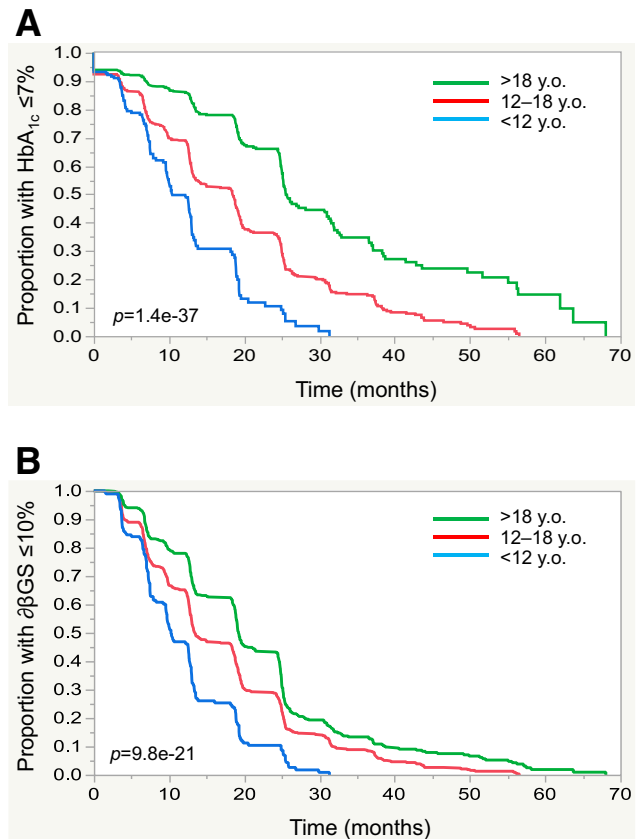 A
Proportion with HbA1c ≤7%
1.0
0.9
0.8
0.7
0.6
0.5
0.4
0.3
0.2
0.1
0.0
>18 y.o.
12–18 y.o.
<12 y.o.
p=1.4e-37
0 10 20 30 40 50 60 70
Time (months)
B
Proportion with ∂βGS ≤10%
1.0
0.9
0.8
0.7
0.6
0.5
0.4
0.3
0.2
0.1
0.0
>18 y.o.
12–18 y.o.
<12 y.o.
p=9.8e-21
0 10 20 30 40 50 60 70
Time (months)